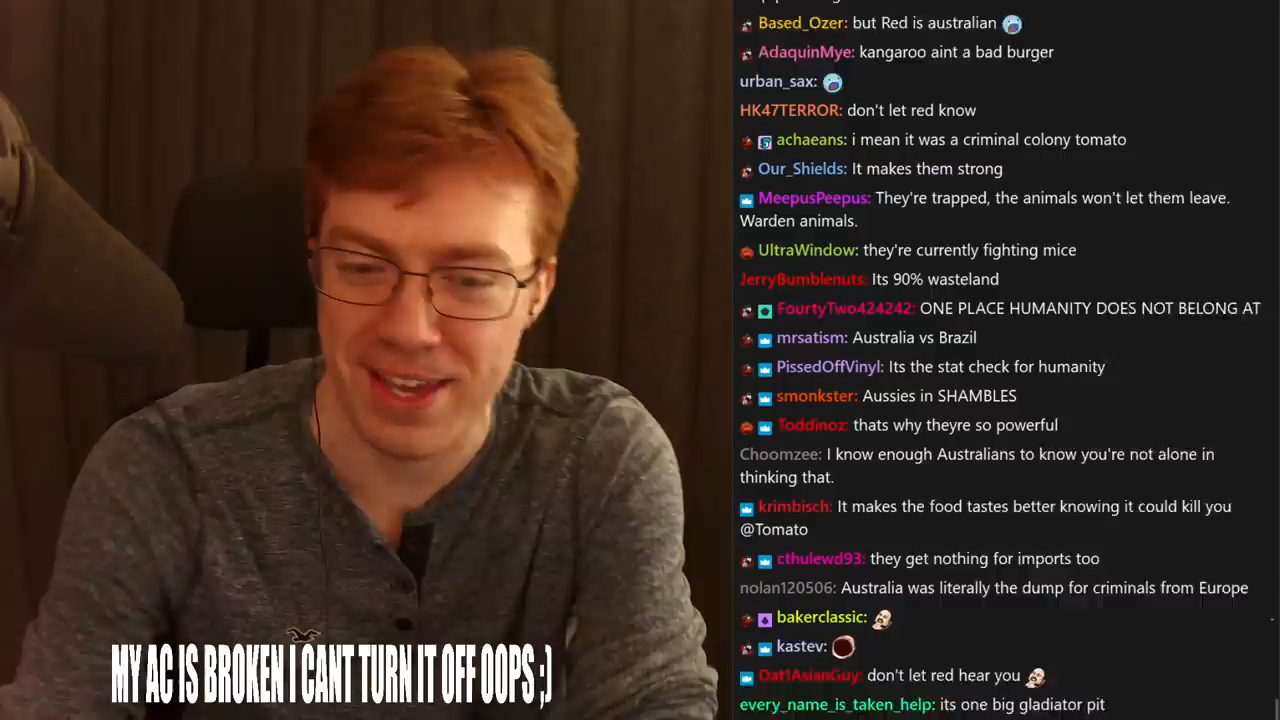 Based_Ozer: but Red is australian
AdaquinMye: kangaroo aint a bad burger
urban_sax:
HK47TERROR: don't let red know
achaeans: i mean it was a criminal colony tomato
Our_Shields: It makes them strong
MeepusPeepus: They're trapped, the animals won't let them leave.
Warden animals.
UltraWindow: they're currently fighting mice
JerryBumblenuts: Its 90% wasteland
FourtyTwo424242: ONE PLACE HUMANITY DOES NOT BELONG AT
mrsatism: Australia vs Brazil
PissedOffVinyl: Its the stat check for humanity
smonkster: Aussies in SHAMBLES
Toddinoz: thats why theyre so powerful
Choomzee: I know enough Australians to know you're not alone in
thinking that.
krimbisch: It makes the food tastes better knowing it could kill you
@Tomato
cthulewd93: they get nothing for imports too
nolan120506: Australia was literally the dump for criminals from Europe
bakerclassic:
kastev:
Dat1AsianGuy: don't let red hear you
every_name_is_taken_help: its one big gladiator pit
MY AC IS BROKEN I CANT TURN IT OFF OOPS ;)